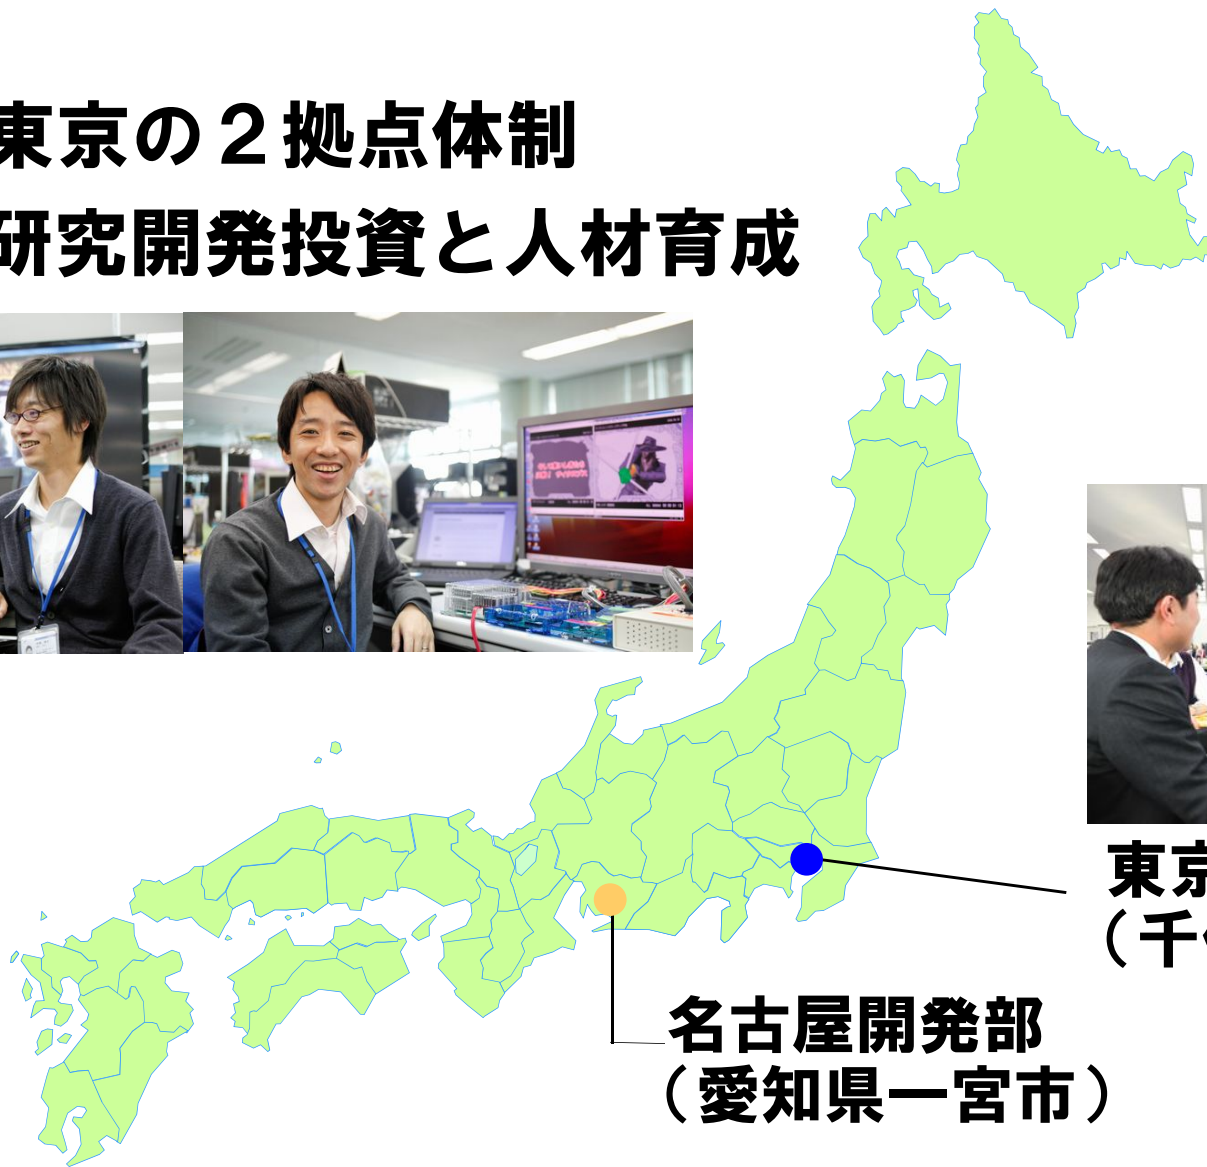 東京の２拠点体制
研究開発投資と人材育成
東京
（千代
名古屋開発部
（愛知県一宮市）